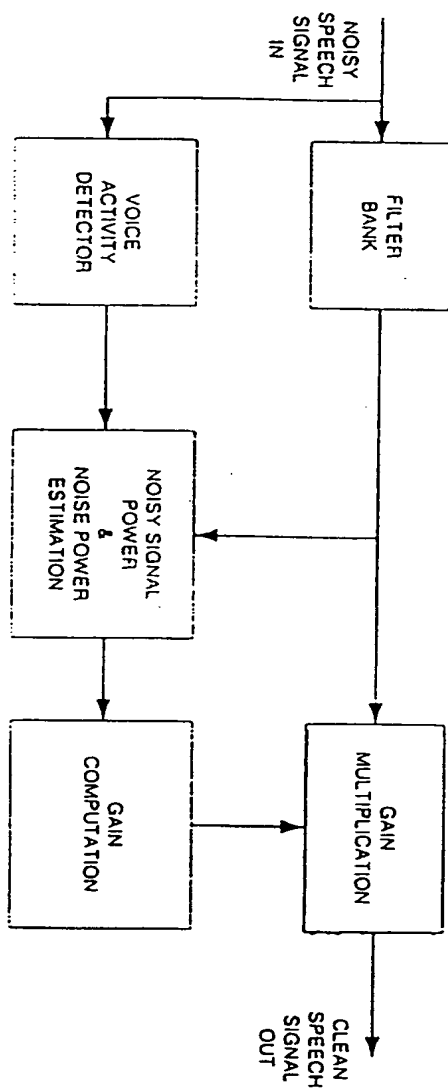 NOISY
SPEECH
SIGNAL
IN
FILTER
BANK
VOICE
ACTIVITY
DETECTOR
NOISY SIGNAL
POWER
&
NOISE POWER
ESTIMATION
GAIN
COMPUTATION
GAIN
MULTIPLICATION
CLEAN
SPEECH
SIGNAL
OUT